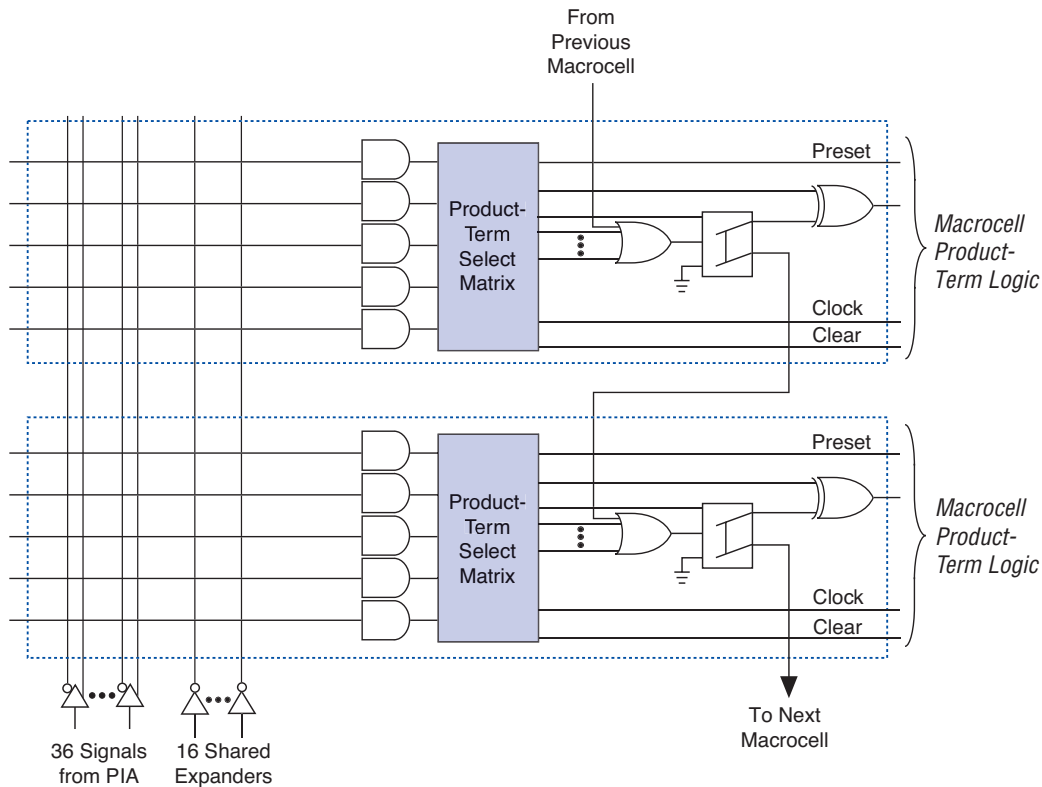 From
Previous
Macrocell
Preset
Product-
Term
Select
Matrix
Macrocell
Product-
Term Logic
Clock
Clear
Preset
Product-
Term
Select
Matrix
Macrocell
Product-
Term Logic
Clock
Clear
To Next
Macrocell
36 Signals
from PIA
16 Shared
Expanders